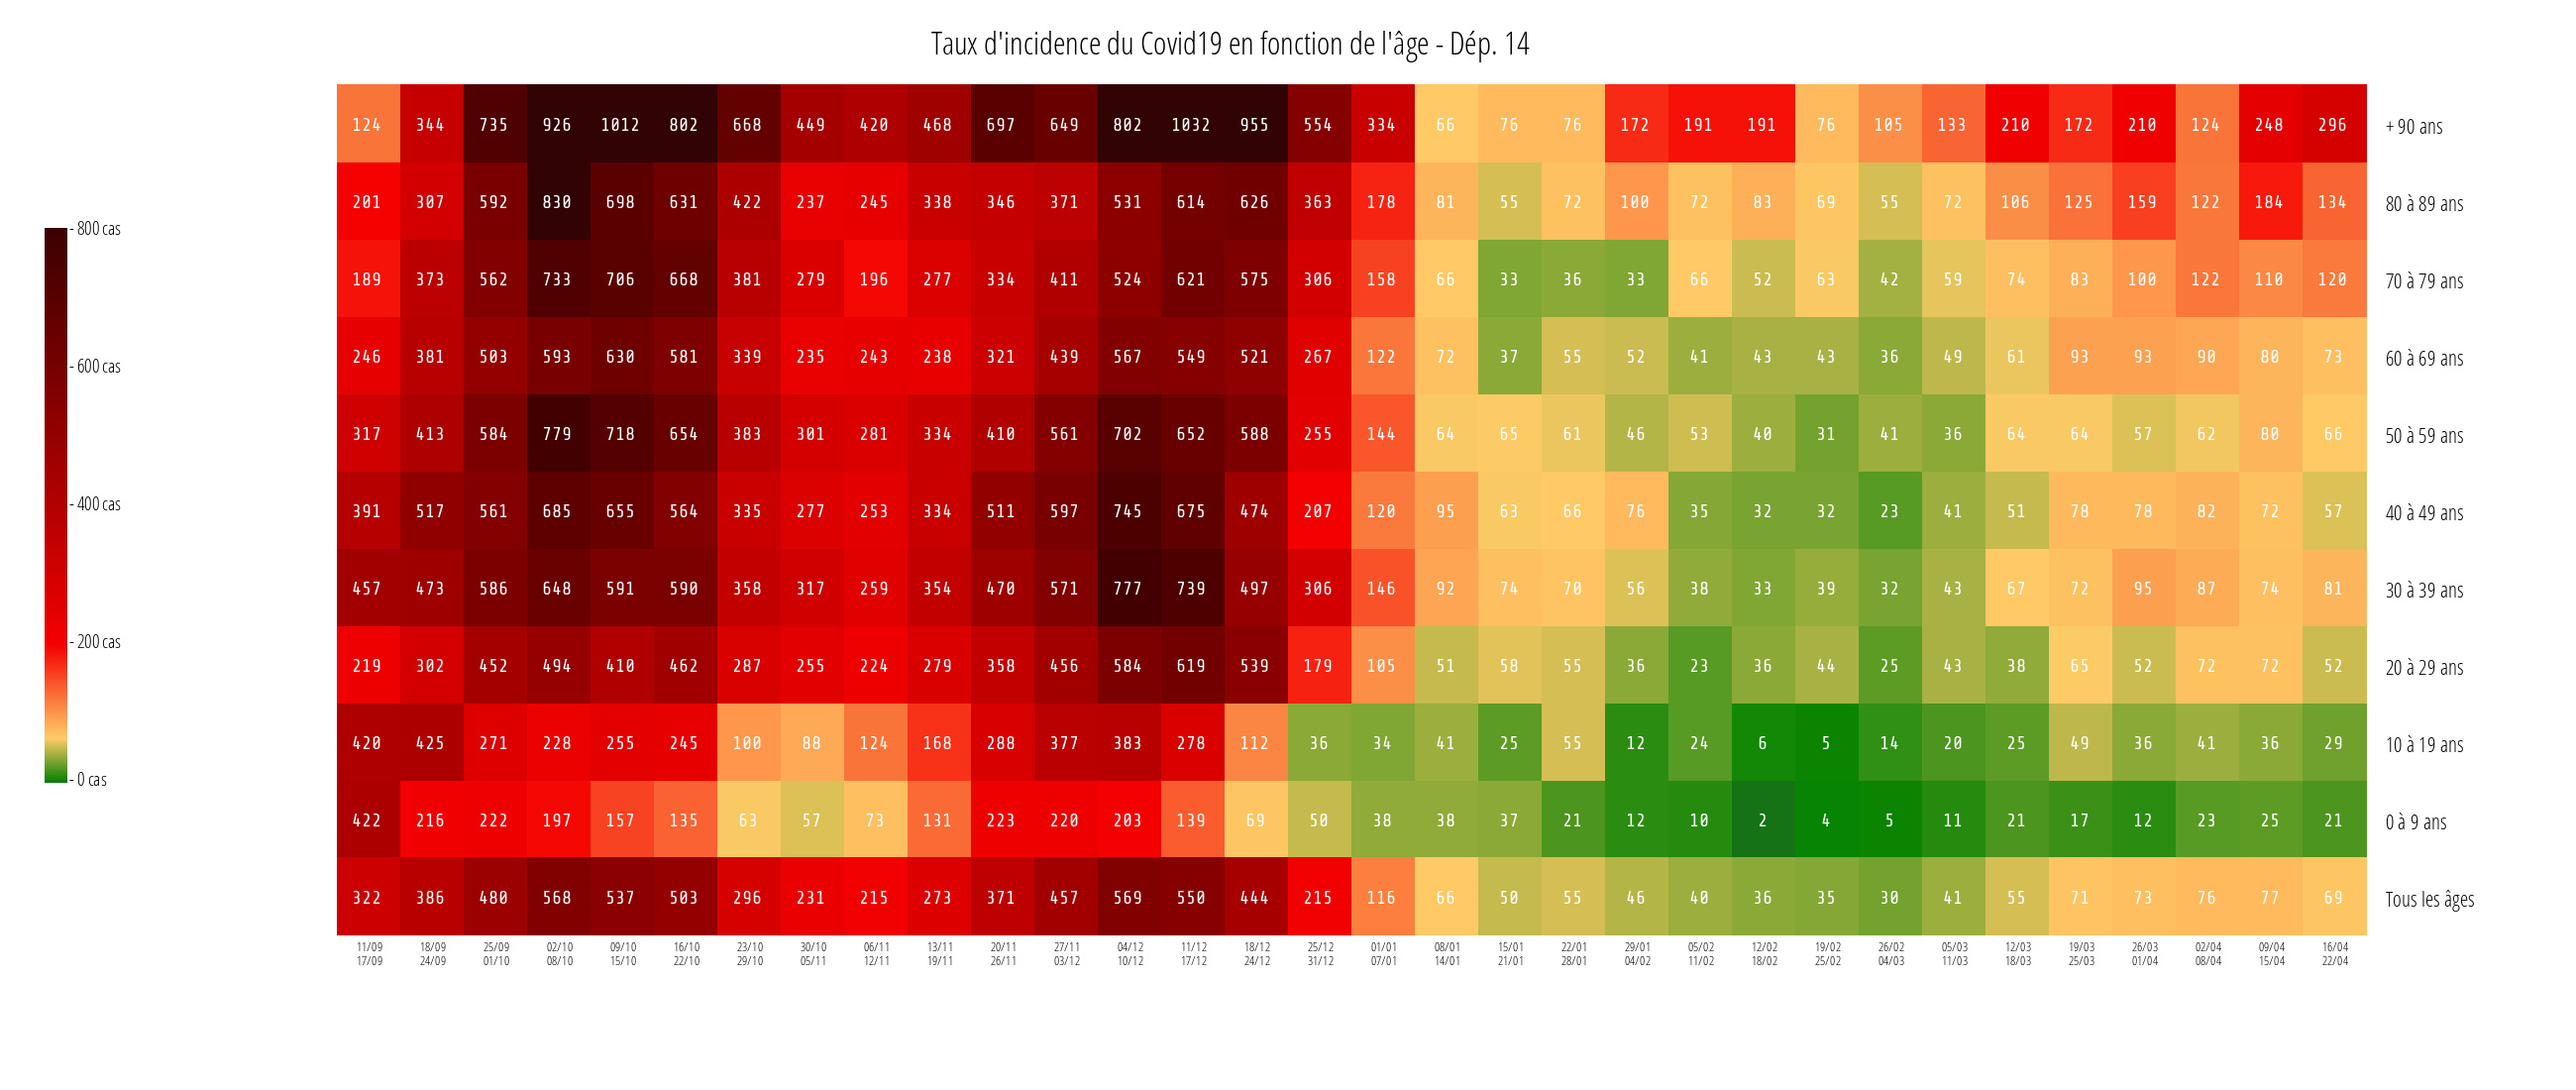 Taux d'incidence du Covid19 en fonction de l'âge - Dép. 14
- 800 cas
- 600 cas
- 400 cas
- 200 cas
- 0 cas
124 344 735 926 1012 802 668 449 420 468 697 649 802 1032 955 554 334 66 76 76 172 191 191 76 105 133 210 172 210 124 248 296 + 90 ans
201 307 592 830 698 631 422 237 245 338 346 371 531 614 626 363 178 81 55 72 100 72 83 69 55 72 106 125 159 122 184 134 80 à 89 ans
189 373 562 733 706 668 381 279 196 277 334 411 524 621 575 306 158 66 33 36 33 66 52 63 42 59 74 83 100 122 110 120 70 à 79 ans
246 381 503 593 630 581 339 235 243 238 321 439 567 549 521 267 122 72 37 55 52 41 43 43 36 49 61 93 93 90 80 73 60 à 69 ans
317 413 584 779 718 654 383 301 281 334 410 561 702 652 588 255 144 64 65 61 46 53 40 31 41 36 64 64 57 62 80 66 50 à 59 ans
391 517 561 685 655 564 335 277 253 334 511 597 745 675 474 207 120 95 63 66 76 35 32 32 23 41 51 78 78 82 72 57 40 à 49 ans
457 473 586 648 591 590 358 317 259 354 470 571 777 739 497 306 146 92 74 70 56 38 33 39 32 43 67 72 95 87 74 81 30 à 39 ans
219 302 452 494 410 462 287 255 224 279 358 456 584 619 539 179 105 51 58 55 36 23 36 44 25 43 38 65 52 72 72 52 20 à 29 ans
420 425 271 228 255 245 100 88 124 168 288 377 383 278 112 36 34 41 25 55 12 24 6 5 14 20 25 49 36 41 36 29 10 à 19 ans
422 216 222 197 157 135 63 57 73 131 223 220 203 139 69 50 38 38 37 21 12 10 2 4 5 11 21 17 12 23 25 21 0 à 9 ans
322 386 480 568 537 503 296 231 215 273 371 457 569 550 444 215 116 66 50 55 46 40 36 35 30 41 55 71 73 76 77 69 Tous les âges
11/09 18/09 25/09 02/10 09/10 16/10 23/10 30/10 06/11 13/11 20/11 27/11 04/12 11/12 18/12 25/12 01/01 08/01 15/01 22/01 29/01 05/02 12/02 19/02 26/02 05/03 12/03 19/03 26/03 02/04 09/04 16/04
17/09 24/09 01/10 08/10 15/10 22/10 29/10 05/11 12/11 19/11 26/11 03/12 10/12 17/12 24/12 31/12 07/01 14/01 21/01 28/01 04/02 11/02 18/02 25/02 04/03 11/03 18/03 25/03 01/04 08/04 15/04 22/04